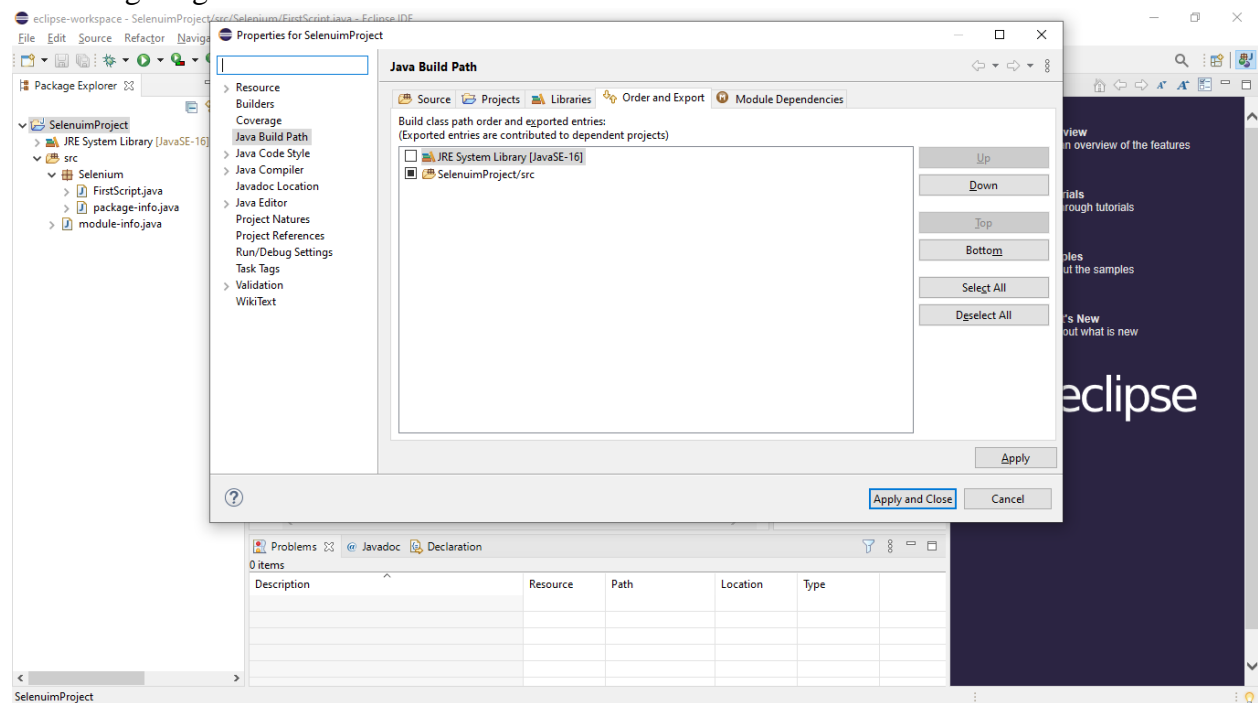 eclipse-workspace - SelenuimProject/src/Selenium/FirstScript.java - Eclipse IDE
File Edit Source Refactor Naviga
Package Explorer
SelenuimProject
JRE System Library [JavaSE-16]
src
Selenium
FirstScript.java
package-info.java
module-info.java
Properties for SelenuimProject
Resource
Builders
Coverage
Java Build Path
Java Code Style
Java Compiler
Javadoc Location
Java Editor
Project Natures
Project References
Run/Debug Settings
Task Tags
Validation
WikiText
Java Build Path
Source Projects Libraries Order and Export Module Dependencies
Build class path order and exported entries:
(Exported entries are contributed to dependent projects)
JRE System Library [JavaSE-16]
SelenuimProject/src
Up
Down
Top
Bottom
Select All
Deselect All
Apply
Apply and Close Cancel
view
n overview of the features
rials
rough tutorials
ples
ut the samples
t's New
out what is new
eclipse
Problems @ Javadoc Declaration
0 items
Description Resource Path Location Type
SelenuimProject